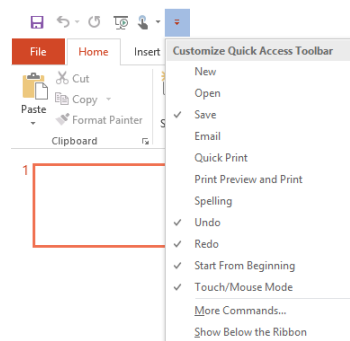 File Home Insert
Cut
Copy
Paste
Format Painter
Clipboard
1
Customize Quick Access Toolbar
New
Open
Save
Email
Quick Print
Print Preview and Print
Spelling
Undo
Redo
Start From Beginning
Touch/Mouse Mode
More Commands...
Show Below the Ribbon